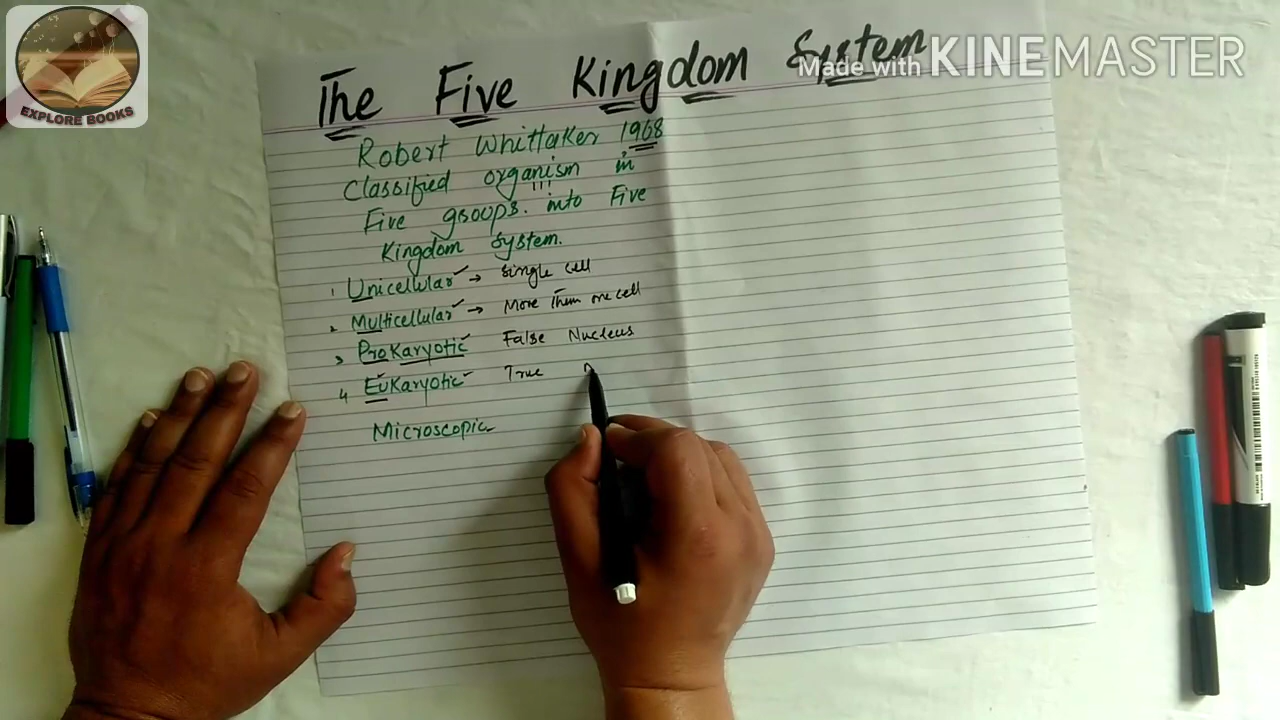 EXPLORE BOOKS
Made with KINEMASTER
The Five Kingdom System
Robert Whittaker 1968
Classified organism in
Five groups. into Five
Kingdom System.
1 Unicellular → Single cell
2 Multicellular → More Them one cell
3 ProKaryotic False Nucleus
4 EuKaryotic True
Microscopic